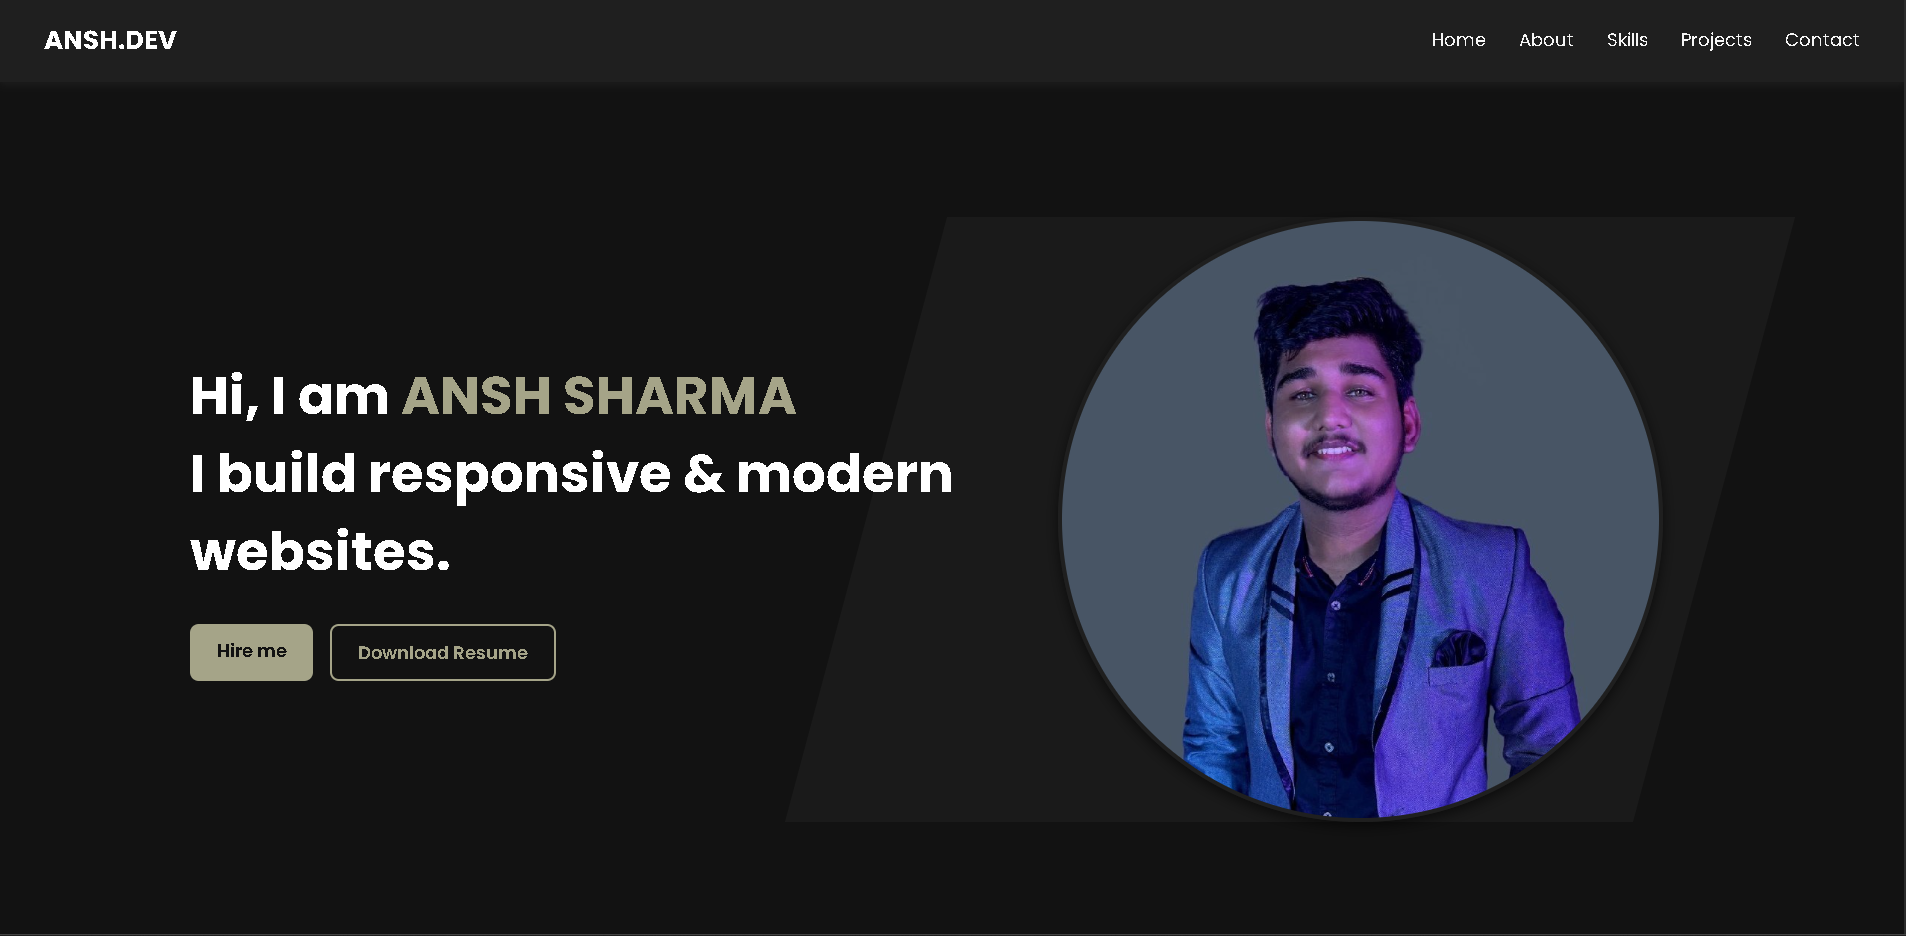 ANSH.DEV
Home About Skills Projects Contact
Hi, I am ANSH SHARMA
I build responsive & modern
websites.
Hire me
Download Resume